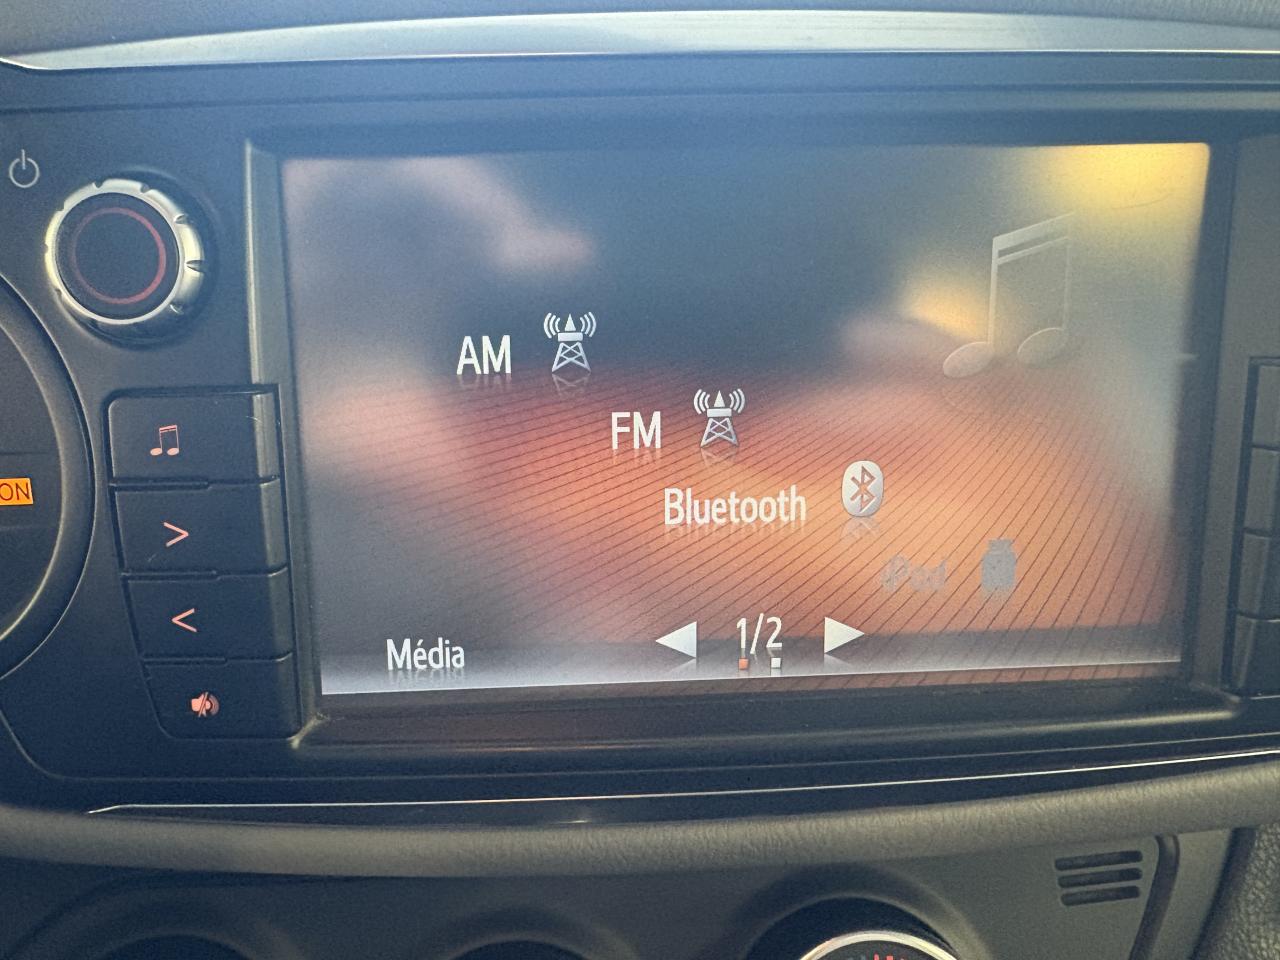 AM
FM
Bluetooth
iPod
Média
1/2
ON